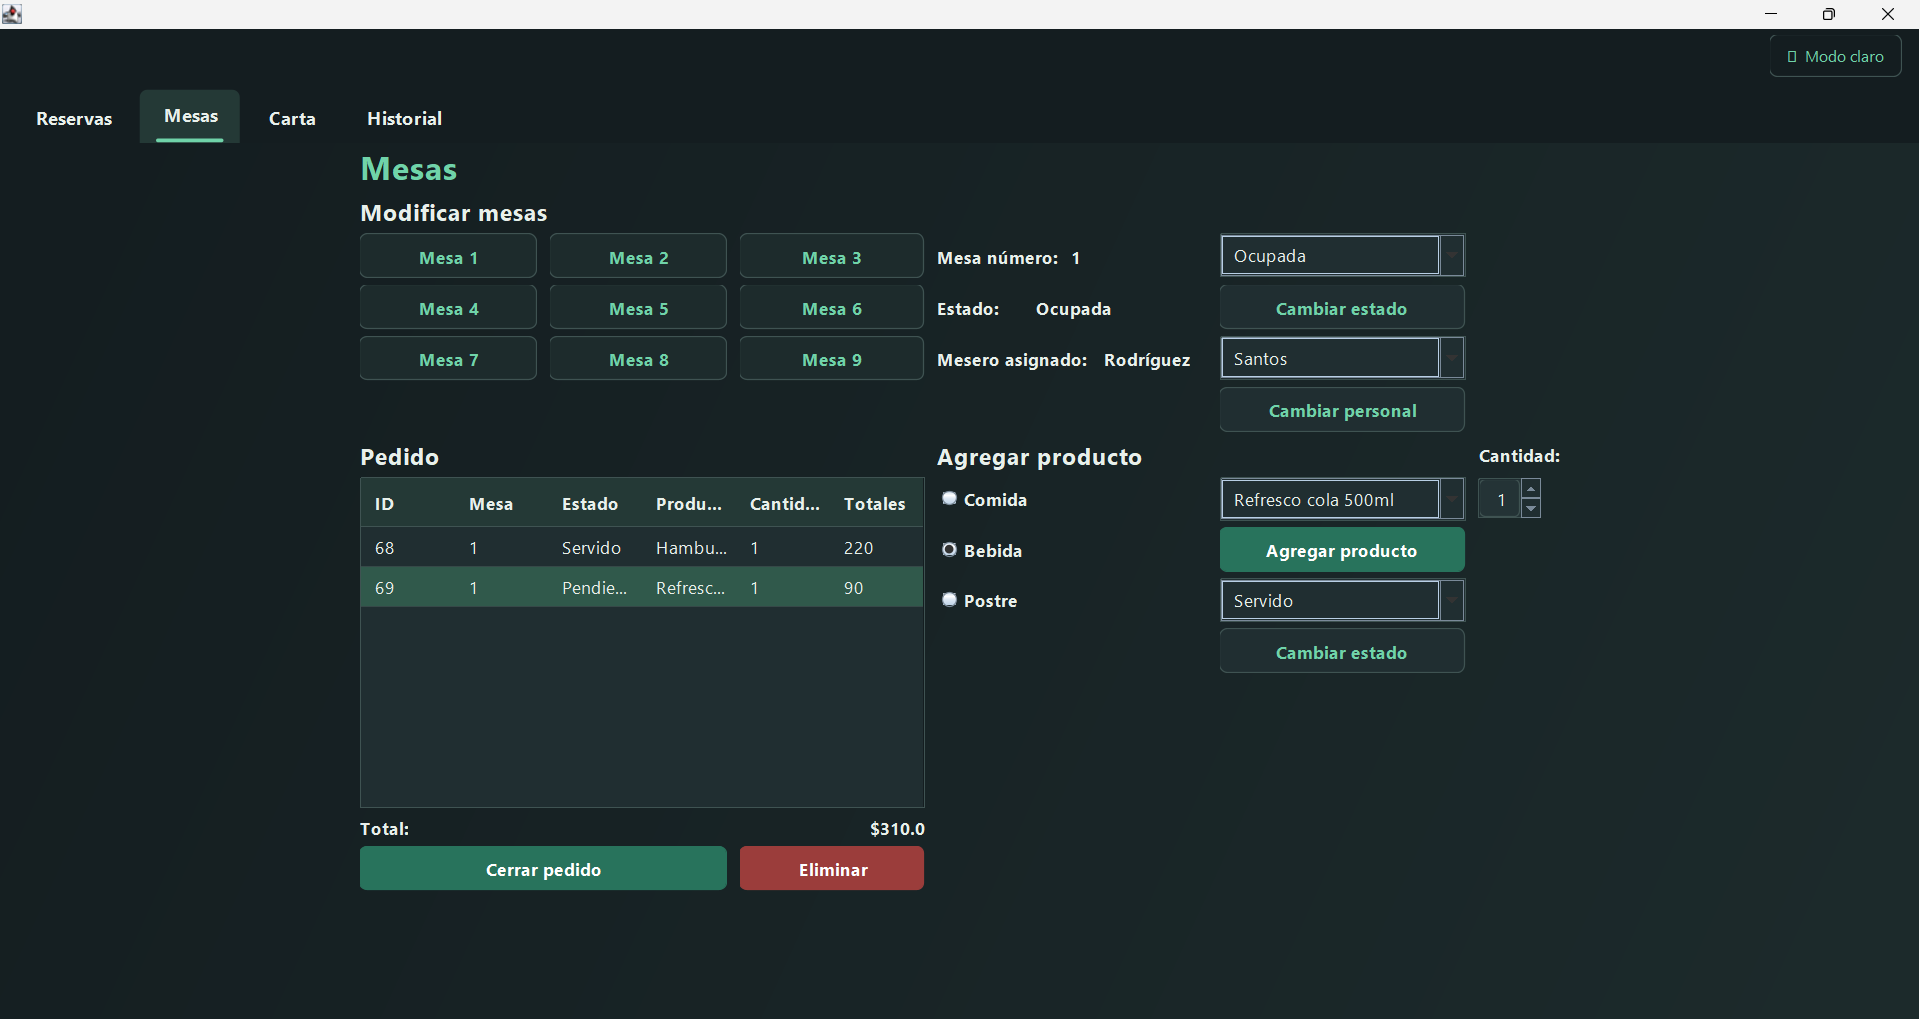 Modo claro
Reservas Mesas Carta Historial
Mesas
Modificar mesas
Mesa 1 Mesa 2 Mesa 3 Mesa número: 1 Ocupada
Mesa 4 Mesa 5 Mesa 6 Estado: Ocupada Cambiar estado
Mesa 7 Mesa 8 Mesa 9 Mesero asignado: Rodríguez Santos
Cambiar personal
Pedido Agregar producto Cantidad:
ID Mesa Estado Produ... Cantid... Totales
Comida Refresco cola 500ml 1
68 1 Servido Hambu... 1 220
Bebida Agregar producto
69 1 Pendie... Refresc... 1 90
Postre Servido
Cambiar estado
Total: $310.0
Cerrar pedido Eliminar